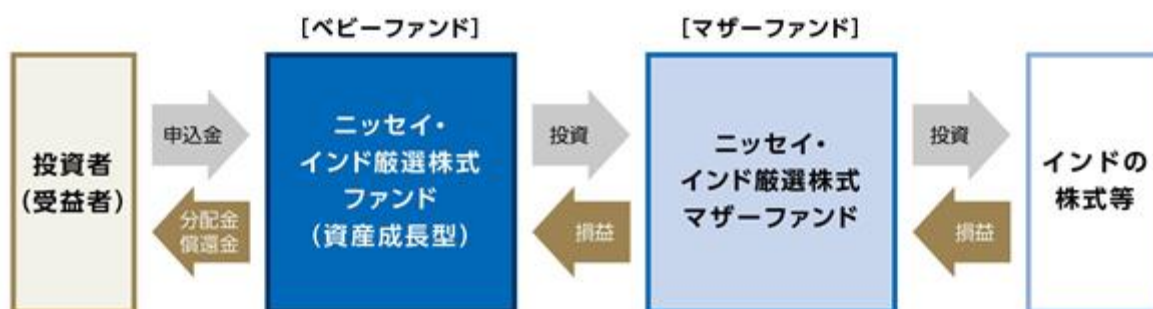 [ベビーファンド]
[マザーファンド]
投資者
(受益者)
申込金
分配金
償還金
ニッセイ・
インド厳選株式
ファンド
(資産成長型)
投資
損益
ニッセイ・
インド厳選株式
マザーファンド
投資
損益
インドの
株式等